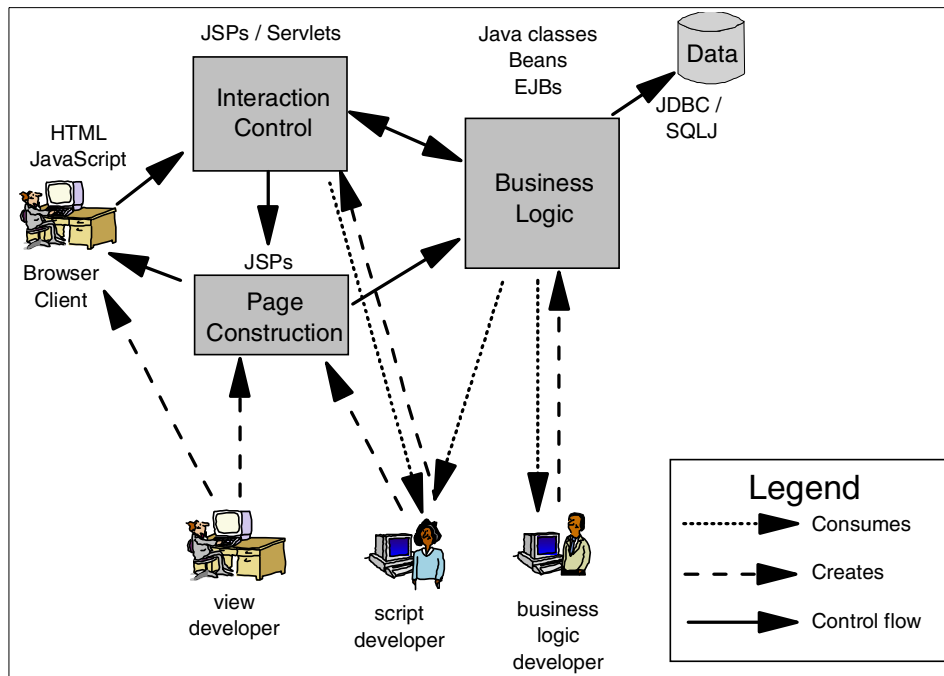 JSPs / Servlets
Interaction
Control
Java classes
Beans
EJBs
Data
JDBC /
SQLJ
HTML
JavaScript
Business
Logic
Browser
Client
JSPs
Page
Construction
view
developer
script
developer
business
logic
developer
Legend
Consumes
Creates
Control flow